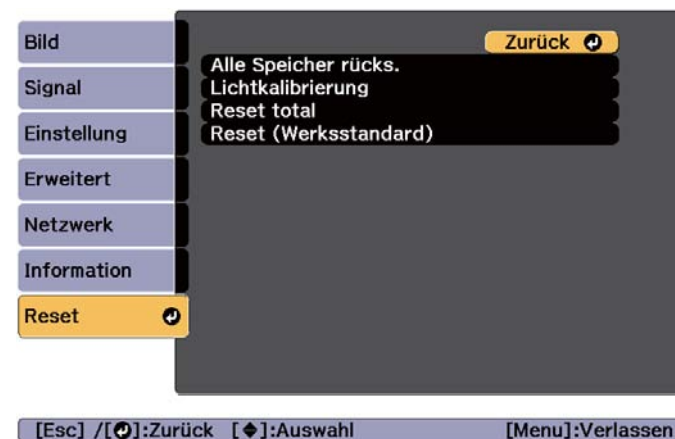 Bild
Signal
Einstellung
Erweitert
Netzwerk
Information
Reset
Zurück
Alle Speicher rücks.
Lichtkalibrierung
Reset total
Reset (Werksstandard)
[Esc] /[⏎]:Zurück [◆]:Auswahl [Menu]:Verlassen